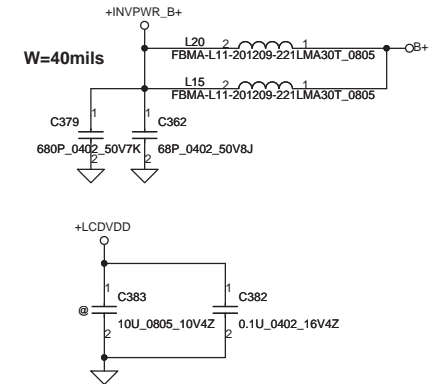 +INVPWR_B+
L20
2 1
B+
FBMA-L11-201209-221LMA30T_0805
W=40mils
L15
2 1
FBMA-L11-201209-221LMA30T_0805
1 1
C379 C362
680P_0402_50V7K 68P_0402_50V8J
2 2
+LCDVDD
1 1
C383 C382
@
10U_0805_10V4Z 0.1U_0402_16V4Z
2 2